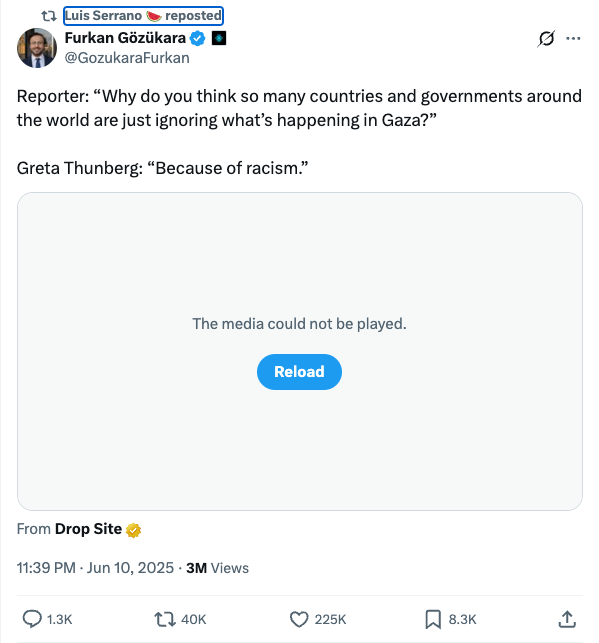 Luis Serrano 🍉 reposted
Furkan Gözükara
@GozukaraFurkan
Reporter: “Why do you think so many countries and governments around
the world are just ignoring what’s happening in Gaza?”
Greta Thunberg: “Because of racism.”
The media could not be played.
Reload
From Drop Site
11:39 PM · Jun 10, 2025 · 3M Views
1.3K 40K 225K 8.3K